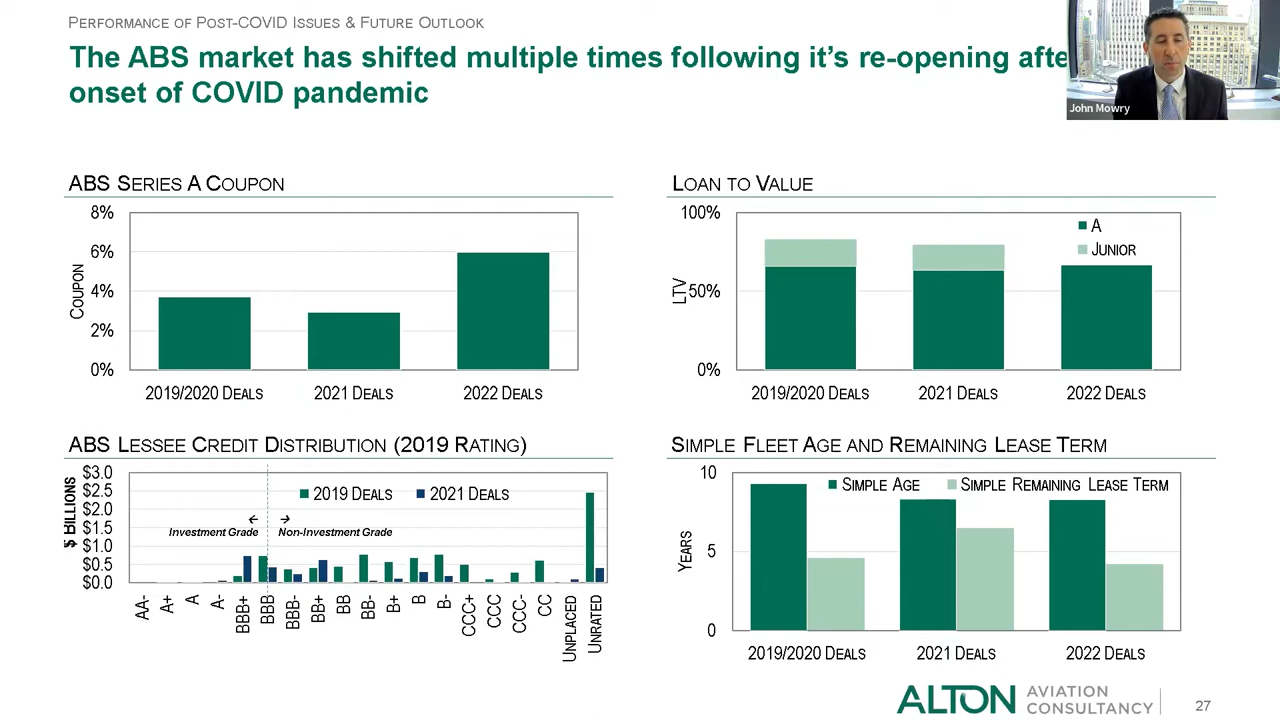 PERFORMANCE OF POST-COVID ISSUES & FUTURE OUTLOOK
The ABS market has shifted multiple times following it's re-opening afte
onset of COVID pandemic
John Mowry
ABS SERIES A COUPON
8%
6%
4%
2%
0%
COUPON
2019/2020 DEALS 2021 DEALS 2022 DEALS
LOAN TO VALUE
100%
50%
0%
LTV
A
JUNIOR
2019/2020 DEALS 2021 DEALS 2022 DEALS
ABS LESSEE CREDIT DISTRIBUTION (2019 RATING)
$ BILLIONS
$3.0
$2.5
$2.0
$1.5
$1.0
$0.5
$0.0
2019 DEALS 2021 DEALS
← →
Investment Grade Non-Investment Grade
AA- A+ A A- BBB+ BBB BBB- BB+ BB BB- B+ B B- CCC+ CCC CCC- CC UNPLACED UNRATED
SIMPLE FLEET AGE AND REMAINING LEASE TERM
10
5
0
YEARS
SIMPLE AGE SIMPLE REMAINING LEASE TERM
2019/2020 DEALS 2021 DEALS 2022 DEALS
ALTON AVIATION
CONSULTANCY
27